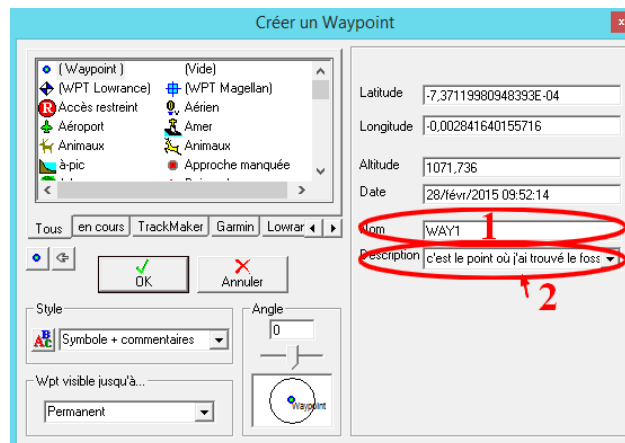 Créer un Waypoint
x
( Waypoint )
(Vide)
(WPT Lowrance)
(WPT Magellan)
R Accès restreint
Aérien
Aéroport
Amer
Animaux
Animaux
à-pic
Approche manquée
Tous
en cours
TrackMaker
Garmin
Lowrar
OK
Annuler
Style
ABC
Symbole + commentaires
Angle
0
Wpt visible jusqu'à...
Permanent
Waypoint
Latitude
-7,37119980948393E-04
Longitude
-0,002841640155716
Altitude
1071,736
Date
28/févr/2015 09:52:14
Nom
WAY1
1
Description
c'est le point où j'ai trouvé le foss
2